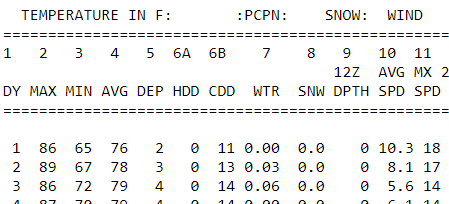 TEMPERATURE IN F:       :PCPN:    SNOW:  WIND
================================================
1   2   3   4   5  6A  6B    7    8   9   10  11
12Z  AVG MX 2
DY MAX MIN AVG DEP HDD CDD  WTR  SNW DPTH SPD SPD
================================================
1  86  65  76   2   0  11 0.00  0.0    0 10.3 18
2  89  67  78   3   0  13 0.03  0.0    0  8.1 17
3  86  72  79   4   0  14 0.06  0.0    0  5.6 14